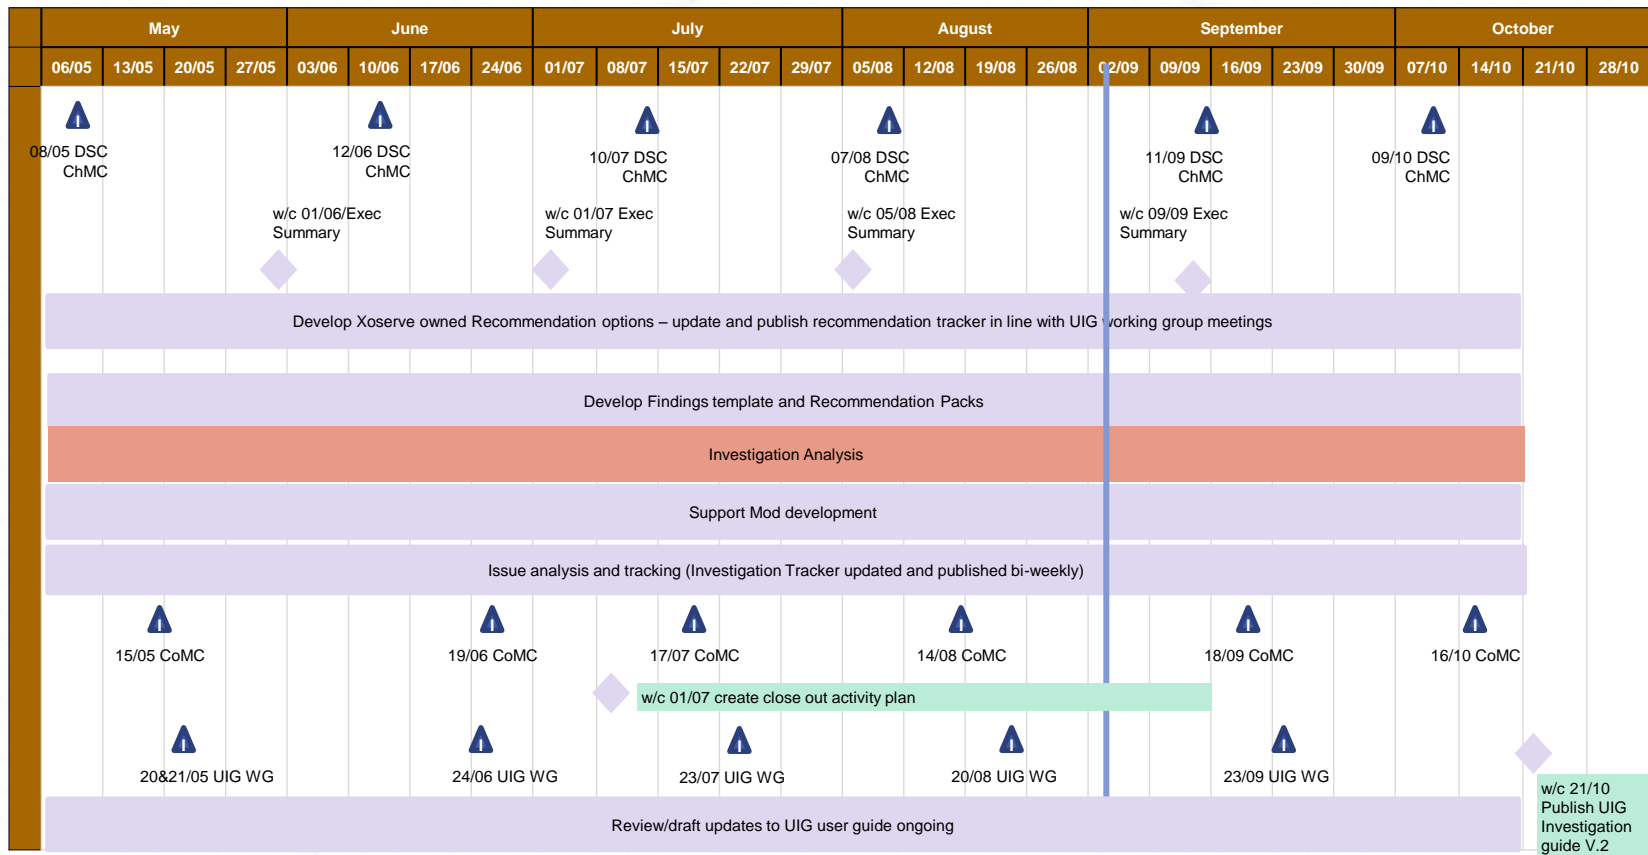 May June July August September October
06/05 13/05 20/05 27/05 03/06 10/06 17/06 24/06 01/07 08/07 15/07 22/07 29/07 05/08 12/08 19/08 26/08 02/09 09/09 16/09 23/09 30/09 07/10 14/10 21/10 28/10
08/05 DSC
ChMC
12/06 DSC
ChMC
10/07 DSC
ChMC
07/08 DSC
ChMC
11/09 DSC
ChMC
09/10 DSC
ChMC
w/c 01/06/Exec
Summary
w/c 01/07 Exec
Summary
w/c 05/08 Exec
Summary
w/c 09/09 Exec
Summary
Develop Xoserve owned Recommendation options – update and publish recommendation tracker in line with UIG working group meetings
Develop Findings template and Recommendation Packs
Investigation Analysis
Support Mod development
Issue analysis and tracking (Investigation Tracker updated and published bi-weekly)
15/05 CoMC
19/06 CoMC
17/07 CoMC
14/08 CoMC
18/09 CoMC
16/10 CoMC
w/c 01/07 create close out activity plan
20&21/05 UIG WG
24/06 UIG WG
23/07 UIG WG
20/08 UIG WG
23/09 UIG WG
w/c 21/10
Publish UIG
Investigation
guide V.2
Review/draft updates to UIG user guide ongoing